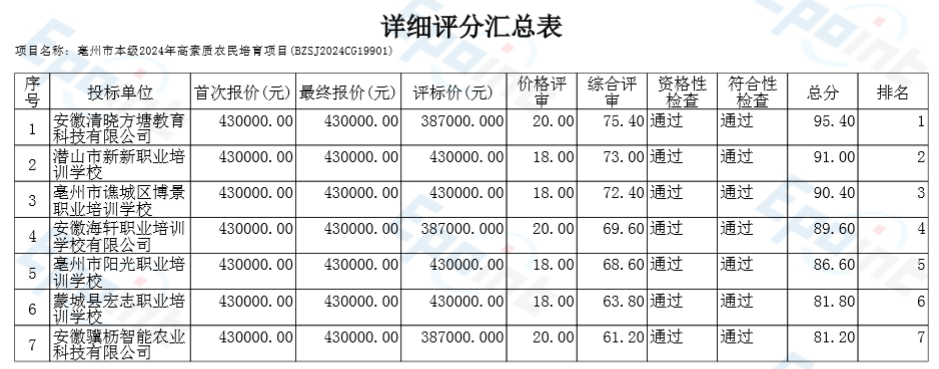 详细评分汇总表
项目名称：亳州市本级2024年高素质农民培育项目(BZSJ2024CG19901)
序号 投标单位 首次报价(元) 最终报价(元) 评标价(元) 价格评审 综合评审 资格性检查 符合性检查 总分 排名
1 安徽清晓方塘教育科技有限公司 430000.00 430000.00 387000.000 20.00 75.40 通过 通过 95.40 1
2 潜山市新新职业培训学校 430000.00 430000.00 430000.00 18.00 73.00 通过 通过 91.00 2
3 亳州市谯城区博景职业培训学校 430000.00 430000.00 430000.00 18.00 72.40 通过 通过 90.40 3
4 安徽海轩职业培训学校有限公司 430000.00 430000.00 387000.000 20.00 69.60 通过 通过 89.60 4
5 亳州市阳光职业培训学校 430000.00 430000.00 430000.00 18.00 68.60 通过 通过 86.60 5
6 蒙城县宏志职业培训学校 430000.00 430000.00 430000.00 18.00 63.80 通过 通过 81.80 6
7 安徽骥枥智能农业科技有限公司 430000.00 430000.00 387000.000 20.00 61.20 通过 通过 81.20 7
Epoint